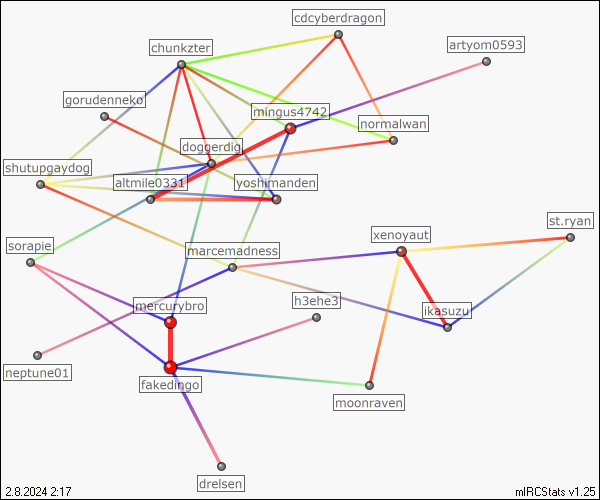 cdcyberdragon
chunkzter
artyom0593
gorudenneko
mingus4742
normalwan
doggerdig
shutupgaydog
altmile0331
yoshimanden
st.ryan
xenoyaut
sorapie
marcemadness
mercurybro
h3ehe3
ikasuzu
neptune01
fakedingo
moonraven
drelsen
2.8.2024 2:17
mIRCStats v1.25